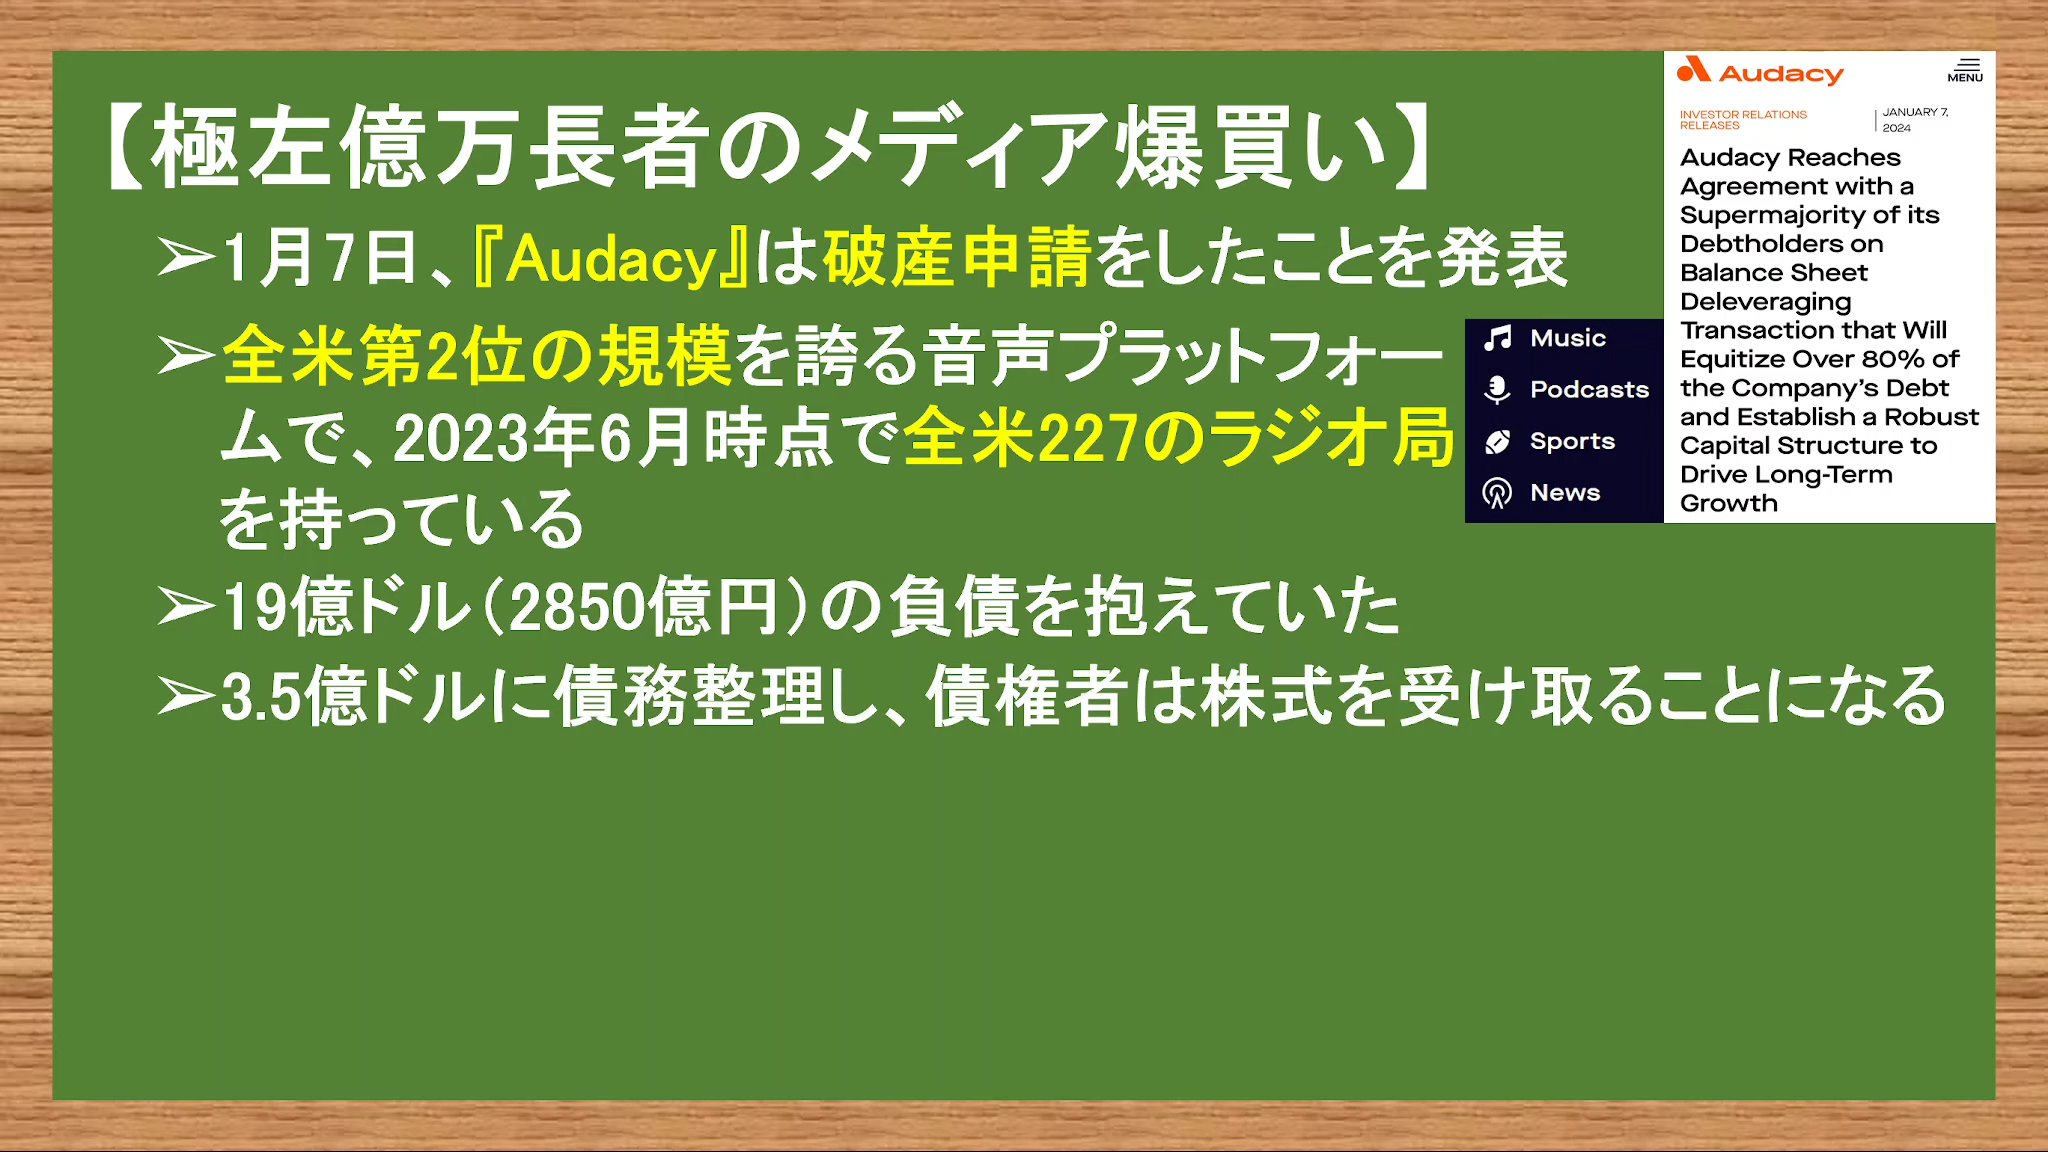 【極左億万長者のメディア爆買い】
➢1月7日、『Audacy』は破産申請をしたことを発表
➢全米第2位の規模を誇る音声プラットフォー
ムで、2023年6月時点で全米227のラジオ局
を持っている
➢19億ドル（2850億円）の負債を抱えていた
➢3.5億ドルに債務整理し、債権者は株式を受け取ることになる
Audacy
MENU
INVESTOR RELATIONS
RELEASES
JANUARY 7,
2024
Audacy Reaches
Agreement with a
Supermajority of its
Debtholders on
Balance Sheet
Deleveraging
Transaction that Will
Equitize Over 80% of
the Company’s Debt
and Establish a Robust
Capital Structure to
Drive Long-Term
Growth
Music
Podcasts
Sports
News